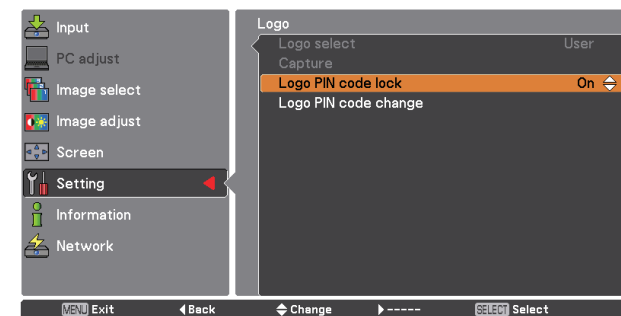 Input
PC adjust
Image select
Image adjust
Screen
Setting
Information
Network
Logo
Logo select User
Capture
Logo PIN code lock On
Logo PIN code change
MENU Exit Back Change ----- SELECT Select